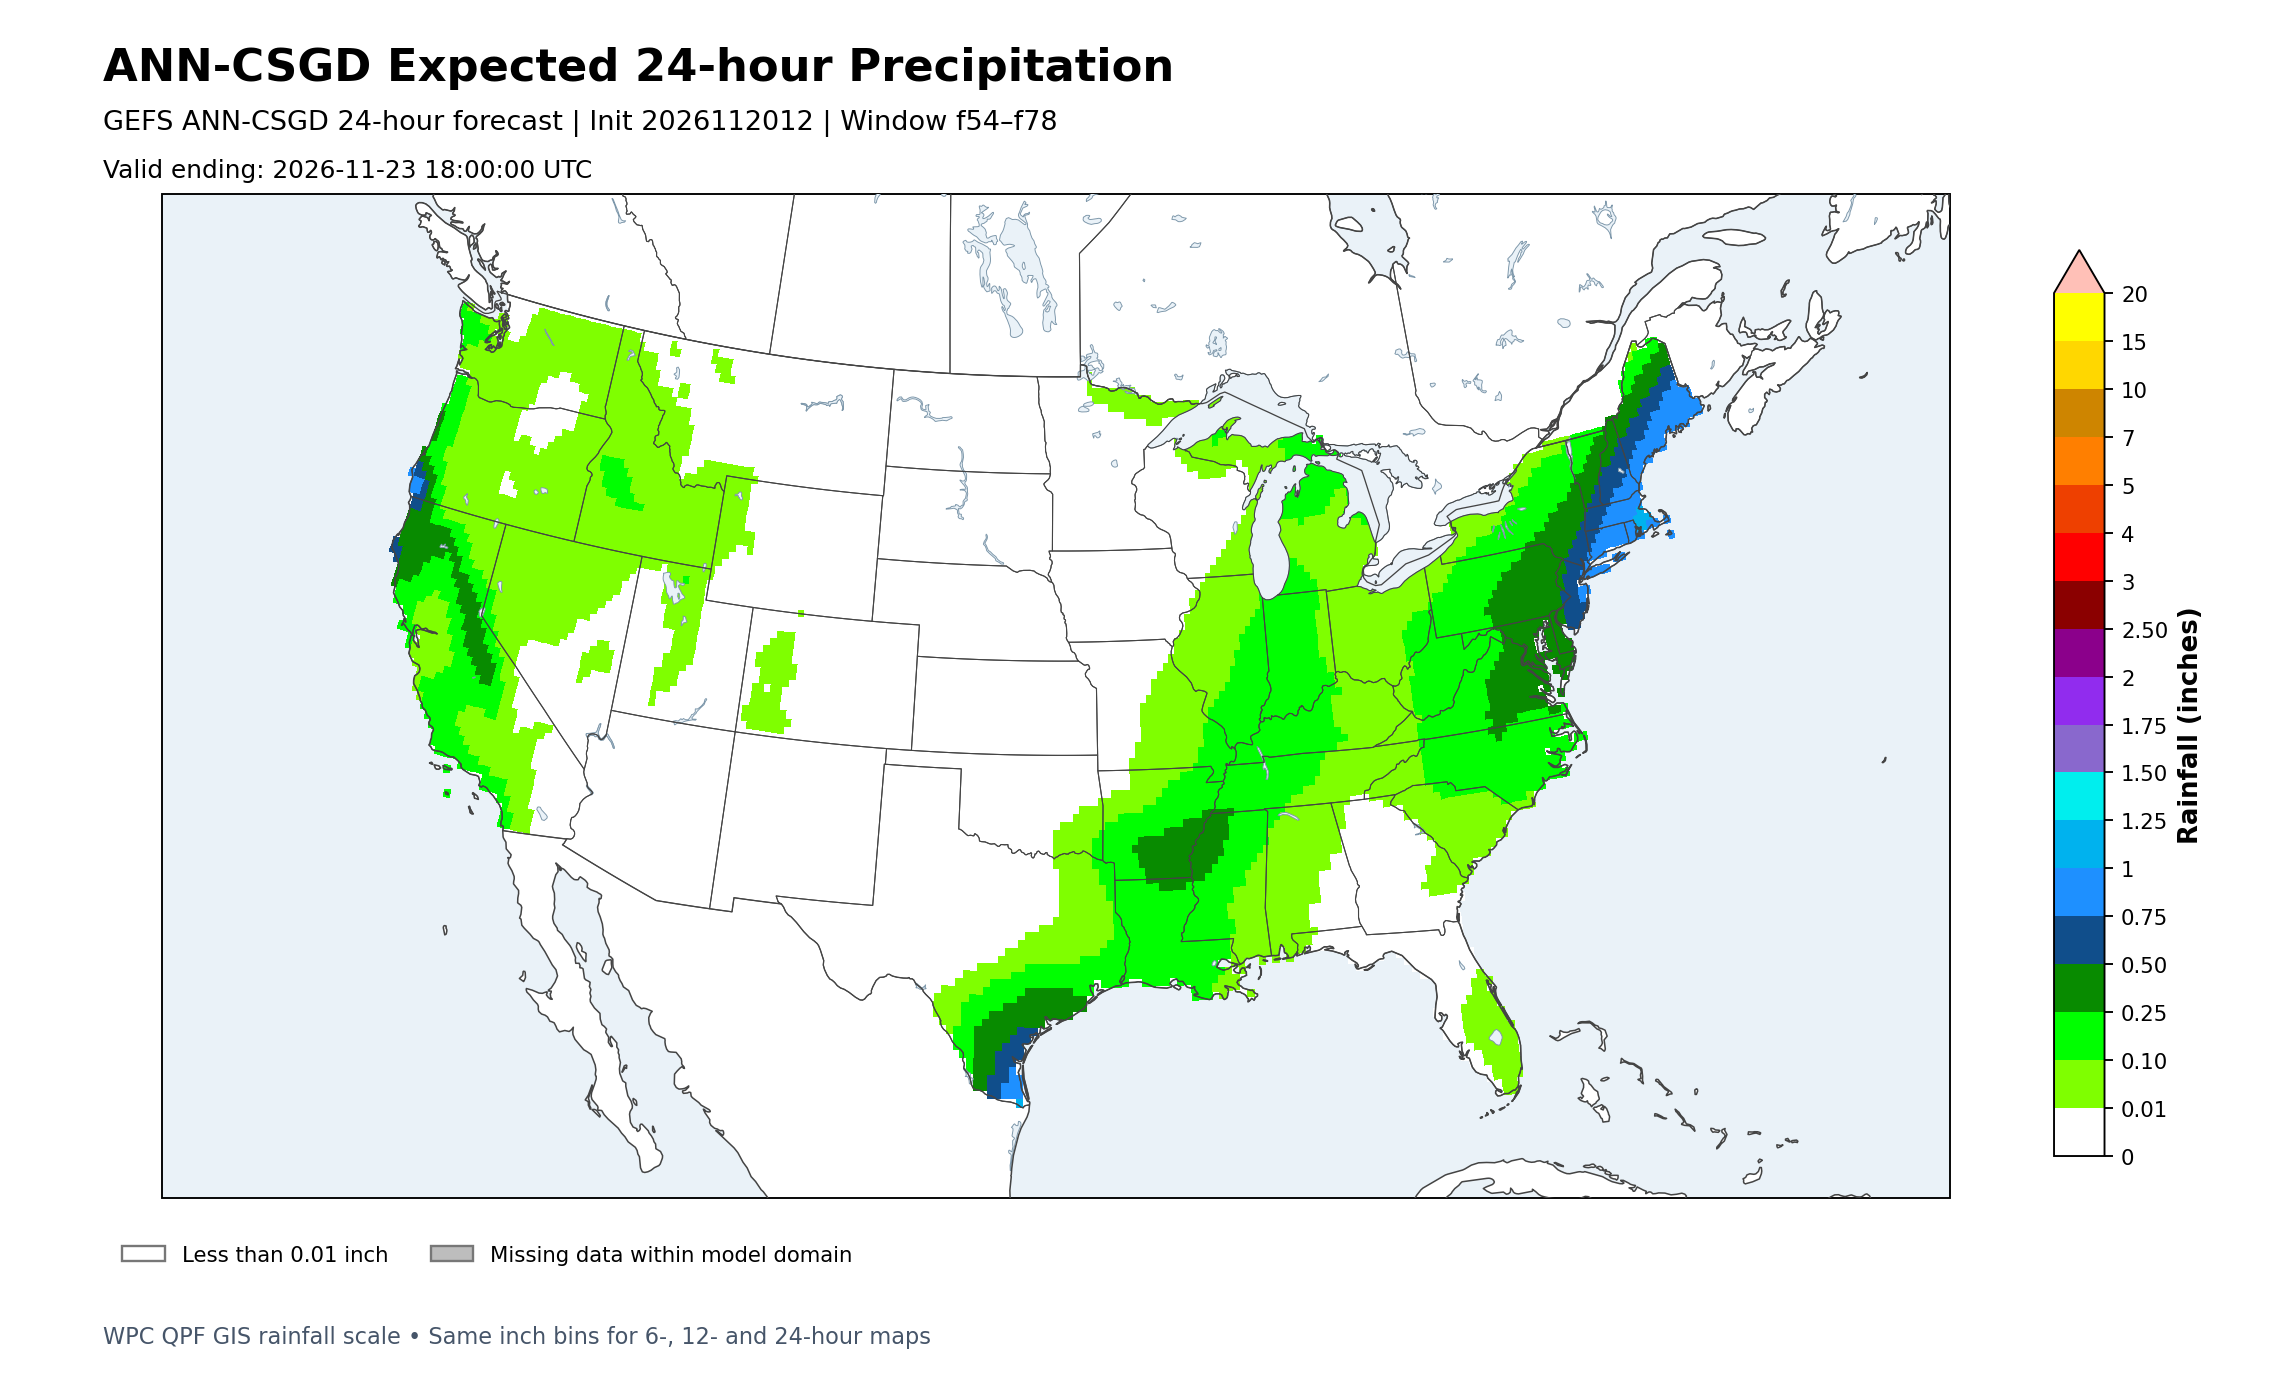 ANN-CSGD Expected 24-hour Precipitation
GEFS ANN-CSGD 24-hour forecast | Init 2026112012 | Window f54–f78
Valid ending: 2026-11-23 18:00:00 UTC
20
15
10
7
5
4
3
2.50
2
1.75
1.50
1.25
1
0.75
0.50
0.25
0.10
0.01
0
Rainfall (inches)
Less than 0.01 inch
Missing data within model domain
WPC QPF GIS rainfall scale • Same inch bins for 6-, 12- and 24-hour maps